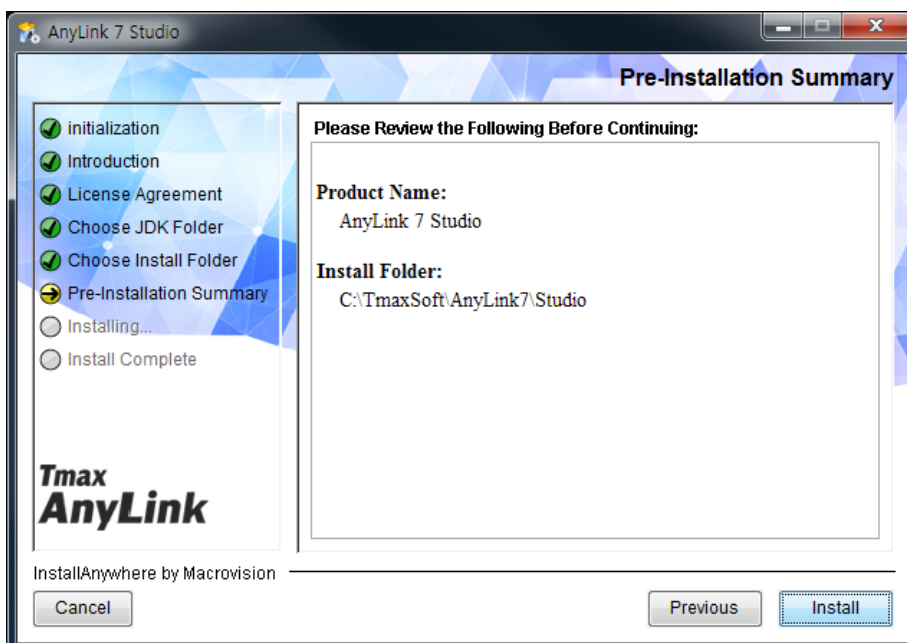 AnyLink 7 Studio
Pre-Installation Summary
initialization
Introduction
License Agreement
Choose JDK Folder
Choose Install Folder
Pre-Installation Summary
Installing...
Install Complete
Tmax
AnyLink
Please Review the Following Before Continuing:
Product Name:
AnyLink 7 Studio
Install Folder:
C:\TmaxSoft\AnyLink7\Studio
InstallAnywhere by Macrovision
Cancel
Previous
Install